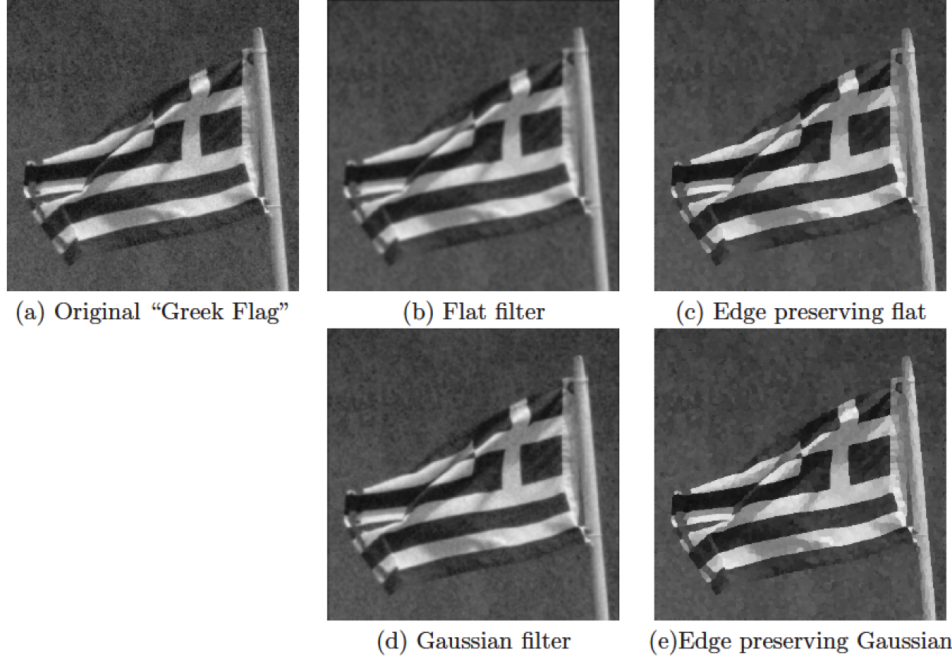 (a) Original “Greek Flag”
(b) Flat filter
(c) Edge preserving flat
(d) Gaussian filter
(e)Edge preserving Gaussian